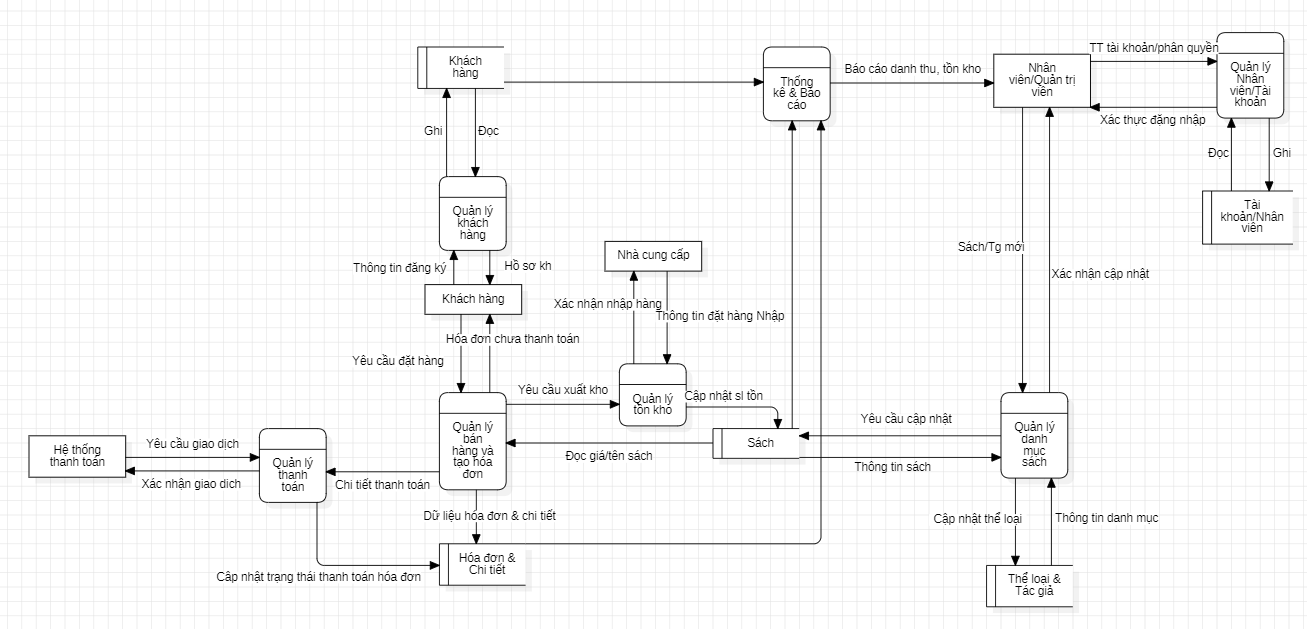 Khách
hàng
Thống
kê & Báo
cáo
Báo cáo danh thu, tồn kho
Nhân
viên/Quản trị
viên
TT tài khoản/phân quyền
Quản lý
Nhân
viên/Tài
khoản
Xác thực đặng nhập
Ghi
Đọc
Đọc
Ghi
Quản lý
khách
hàng
Tài
khoản/Nhân
viên
Thông tin đăng ký
Hồ sơ kh
Nhà cung cấp
Sách/Tg mới
Xác nhận cập nhật
Khách hàng
Xác nhận nhập hàng
Thông tin đặt hàng Nhập
Hóa đơn chưa thanh toán
Yêu cầu đặt hàng
Yêu cầu xuất kho
Quản lý
tồn kho
Cập nhật sl tồn
Quản lý
bán
hàng và
tạo hóa
đơn
Đọc giá/tên sách
Sách
Yêu cầu cập nhật
Thông tin sách
Quản lý
danh
mục
sách
Hệ thống
thanh toán
Yêu cầu giao dịch
Xác nhận giao dich
Quản lý
thanh
toán
Chi tiết thanh toán
Dữ liệu hóa đơn & chi tiết
Cập nhật thể loại
Thông tin danh mục
Hóa đơn &
Chi tiết
Câp nhật trạng thái thanh toán hóa đơn
Thể loại &
Tác giả